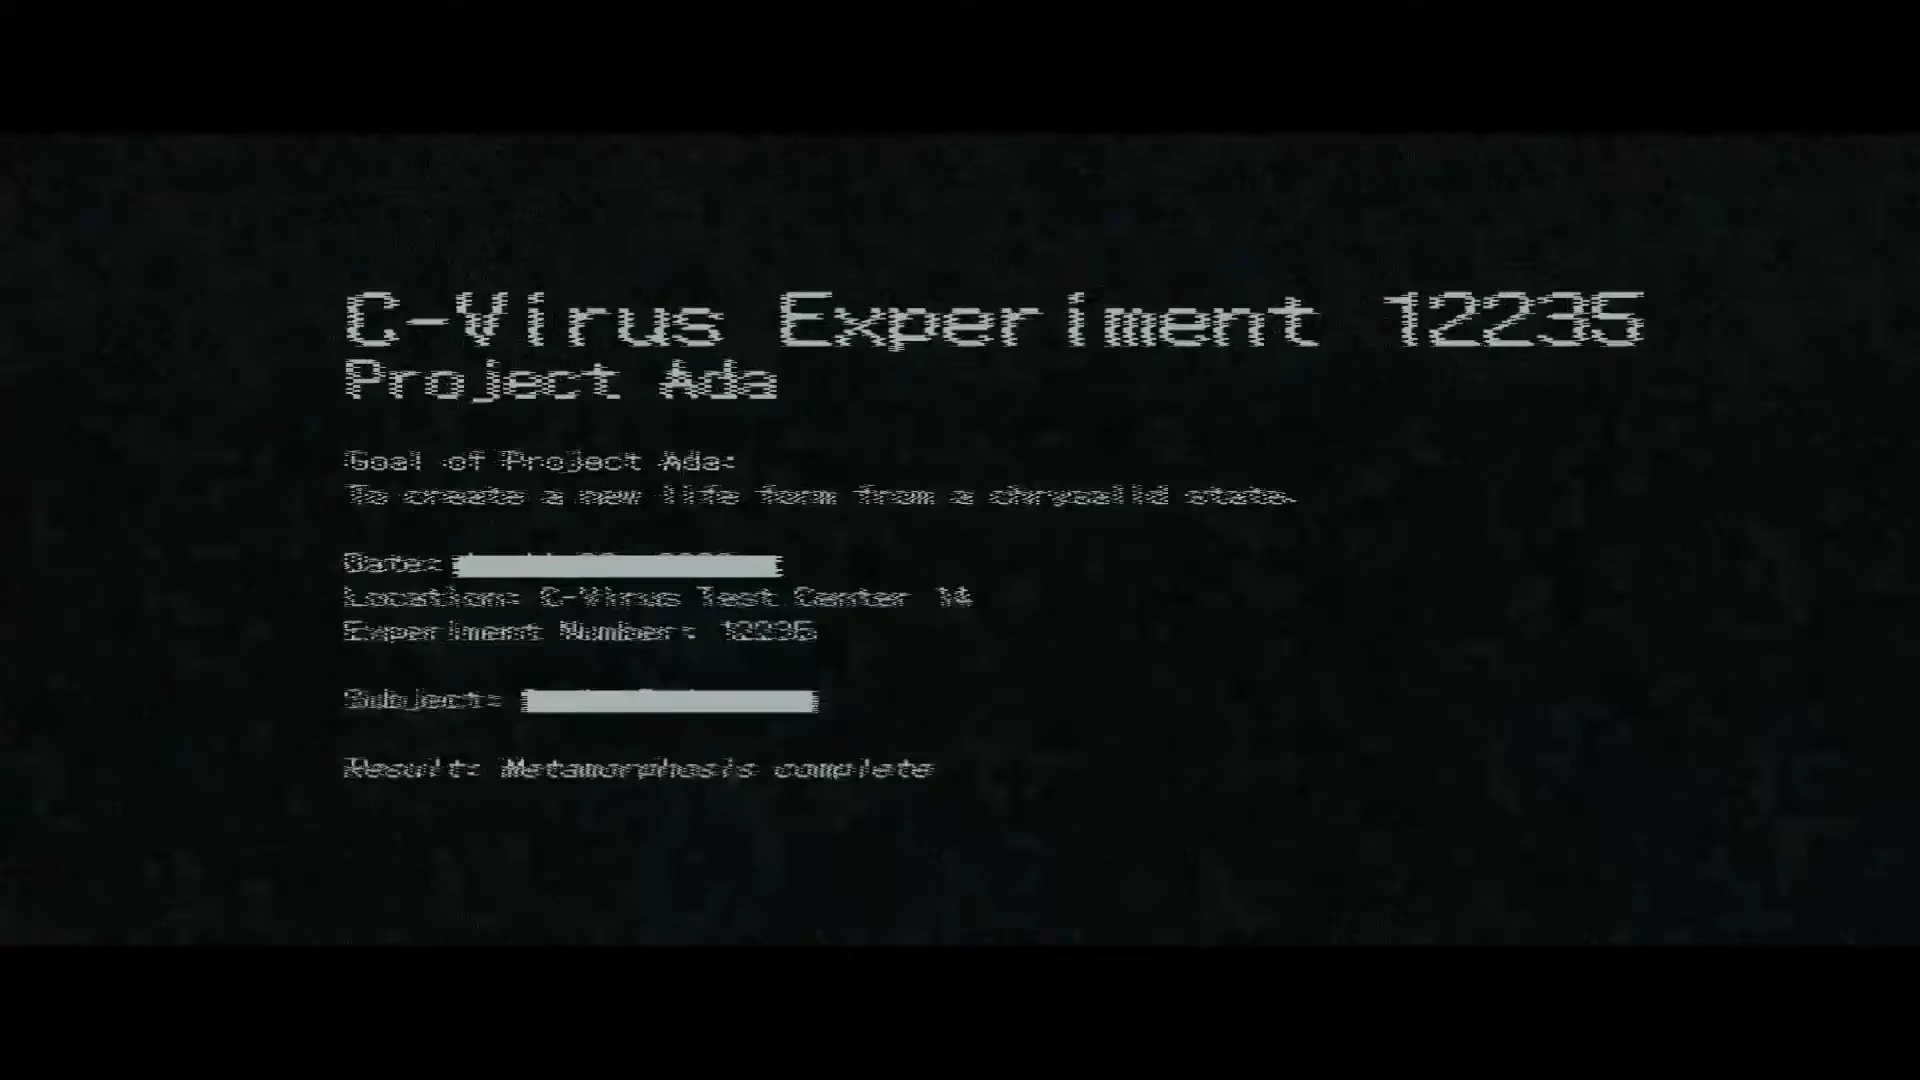 C-Virus Experiment 12235
Project Ada
Goal of Project Ada:
To create a new life form from a chrysalid state.
Date:
Location: C-Virus Test Center 14
Experiment Number: 12235
Subject:
Result: Metamorphosis complete